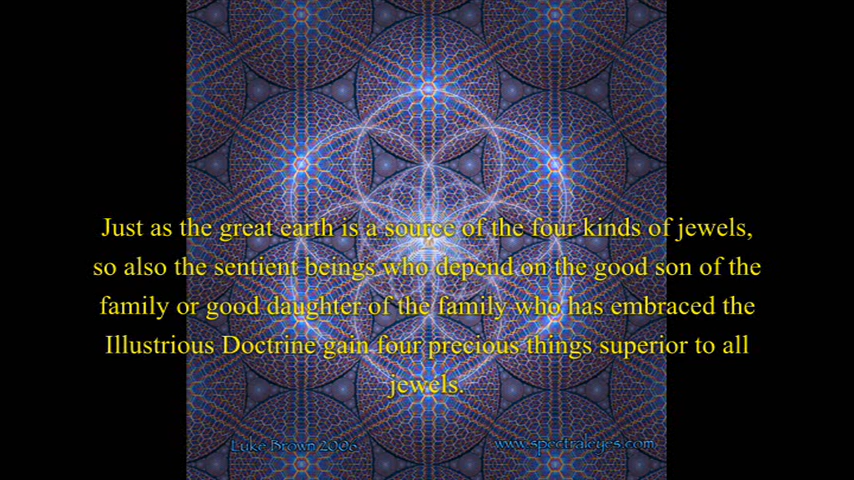 Just as the great earth is a source of the four kinds of jewels,
so also the sentient beings who depend on the good son of the
family or good daughter of the family who has embraced the
Illustrious Doctrine gain four precious things superior to all
jewels.
Luke Brown 2006 www.spectraleyes.com